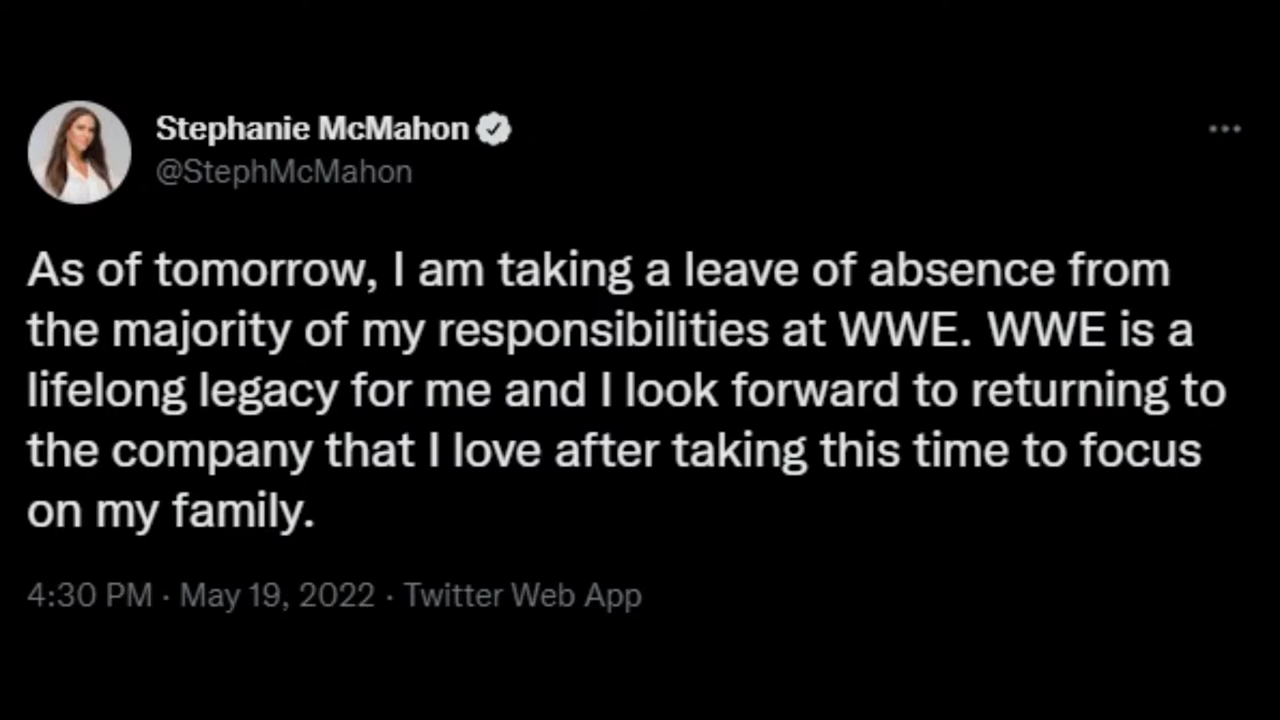 Stephanie McMahon
@StephMcMahon
As of tomorrow, I am taking a leave of absence from
the majority of my responsibilities at WWE. WWE is a
lifelong legacy for me and I look forward to returning to
the company that I love after taking this time to focus
on my family.
4:30 PM · May 19, 2022 · Twitter Web App